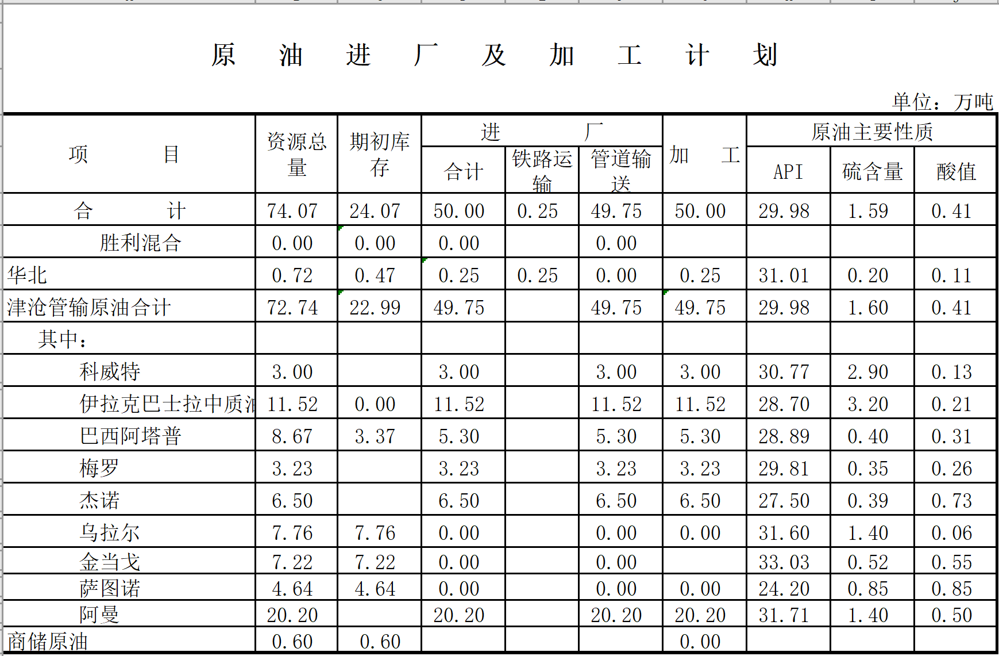 原油进厂及加工计划
单位：万吨
项目 资源总量 期初库存 进厂 加工 原油主要性质
合计 铁路运输 管道输送 API 硫含量 酸值
合计 74.07 24.07 50.00 0.25 49.75 50.00 29.98 1.59 0.41
胜利混合 0.00 0.00 0.00 0.00
华北 0.72 0.47 0.25 0.25 0.00 0.25 31.01 0.20 0.11
津沧管输原油合计 72.74 22.99 49.75 49.75 49.75 29.98 1.60 0.41
其中：
科威特 3.00 3.00 3.00 3.00 30.77 2.90 0.13
伊拉克巴士拉中质油 11.52 0.00 11.52 11.52 11.52 28.70 3.20 0.21
巴西阿塔普 8.67 3.37 5.30 5.30 5.30 28.89 0.40 0.31
梅罗 3.23 3.23 3.23 3.23 29.81 0.35 0.26
杰诺 6.50 6.50 6.50 6.50 27.50 0.39 0.73
乌拉尔 7.76 7.76 0.00 0.00 0.00 31.60 1.40 0.06
金当戈 7.22 7.22 0.00 0.00 33.03 0.52 0.55
萨图诺 4.64 4.64 0.00 0.00 0.00 24.20 0.85 0.85
阿曼 20.20 20.20 20.20 20.20 31.71 1.40 0.50
商储原油 0.60 0.60 0.00